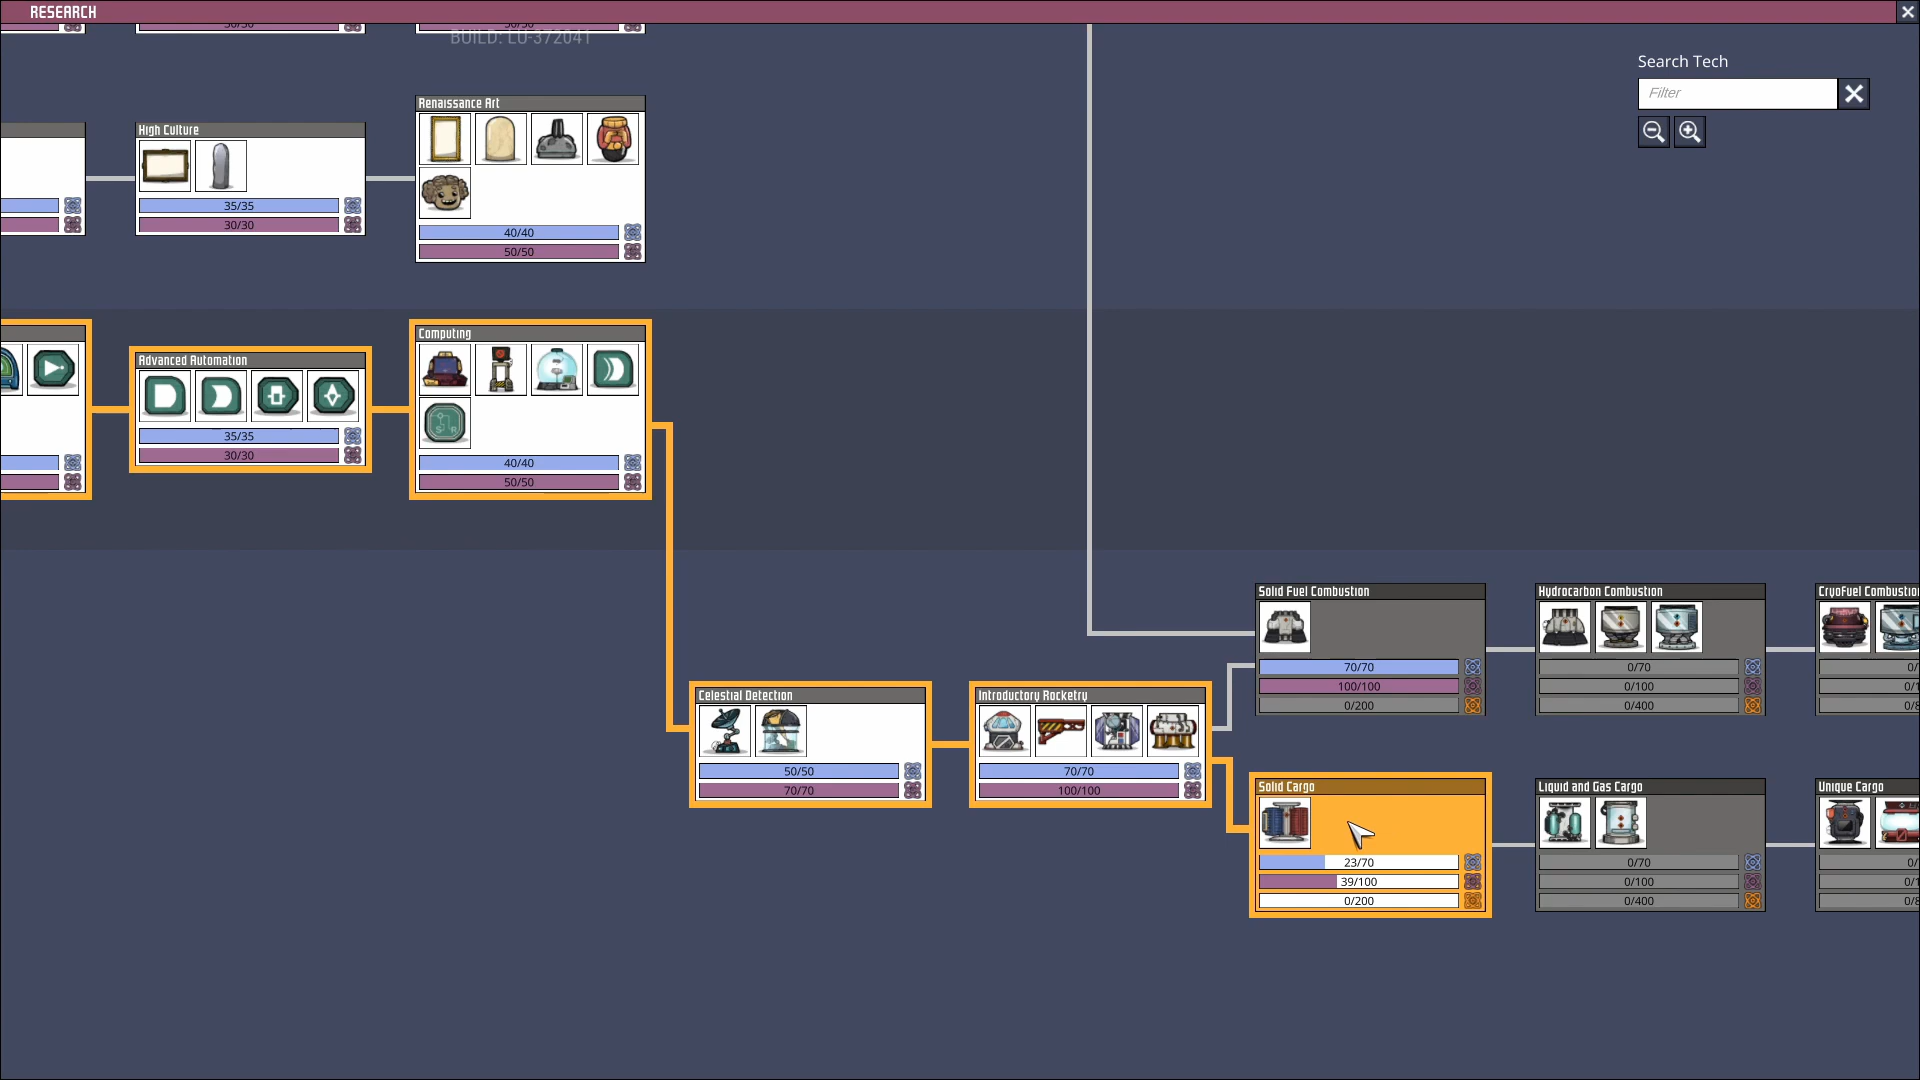 RESEARCH
BUILD: LU-372041
Search Tech
Filter
Renaissance Art
High Culture
35/35
30/30
40/40
50/50
Computing
Advanced Automation
35/35
30/30
40/40
50/50
Solid Fuel Combustion
Hydrocarbon Combustion
CryoFuel Combustion
70/70
0/70
100/100
0/100
0/200
0/400
Celestial Detection
Introductory Rocketry
50/50
70/70
70/70
100/100
Solid Cargo
Liquid and Gas Cargo
Unique Cargo
23/70
0/70
39/100
0/100
0/200
0/400